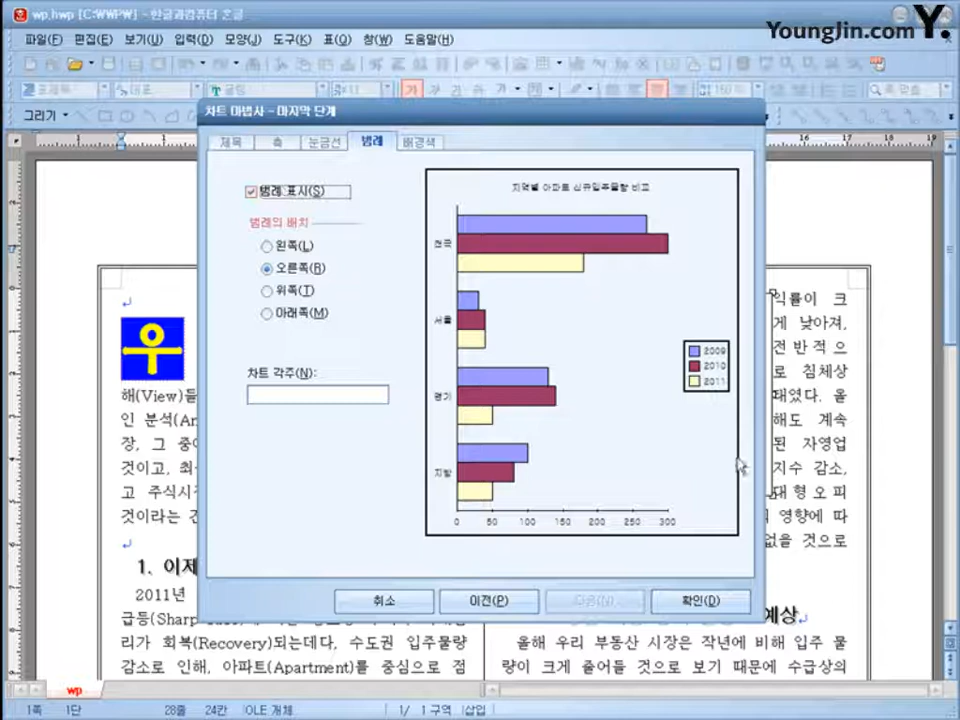 wp.hwp [C:\WWPW] - 한글과컴퓨터 한글
YoungJin.com Y.
파일(F) 편집(E) 보기(U) 입력(D) 모양(J) 도구(K) 표(Q) 창(W) 도움말(H)
그리기
차트 마법사 - 마지막 단계
제목 축 눈금선 범례 배경색
범례 표시(S)
범례의 배치
왼쪽(L)
오른쪽(R)
위쪽(T)
아래쪽(M)
차트 각주(N):
지역별 아파트 신규입주물량 비교
전국
서울
경기
지방
2009
2010
2011
0 50 100 150 200 250 300
취소 이전(P) 다음(N) 확인(D)
16 17 18 19
익률이 크
게 낮아져,
전반적으
로 침체상
태였다. 올
해도 계속
된 자영업
지수 감소,
대형오피
영향에 따
없을 것으로
예상
해(View)들
인 분석(An
장, 그 중
것이고, 최
고 주식시
것이라는
1. 이제
2011년
급등(Sharp
리가 회복(Recovery)되는데다, 수도권 입주물량
감소로 인해, 아파트(Apartment)를 중심으로 점
올해 우리 부동산 시장은 작년에 비해 입주 물
량이 크게 줄어들 것으로 보기 때문에 수급상의
wp
1쪽 1단 28줄 24칸 OLE 개체 1/ 1 구역 삽입